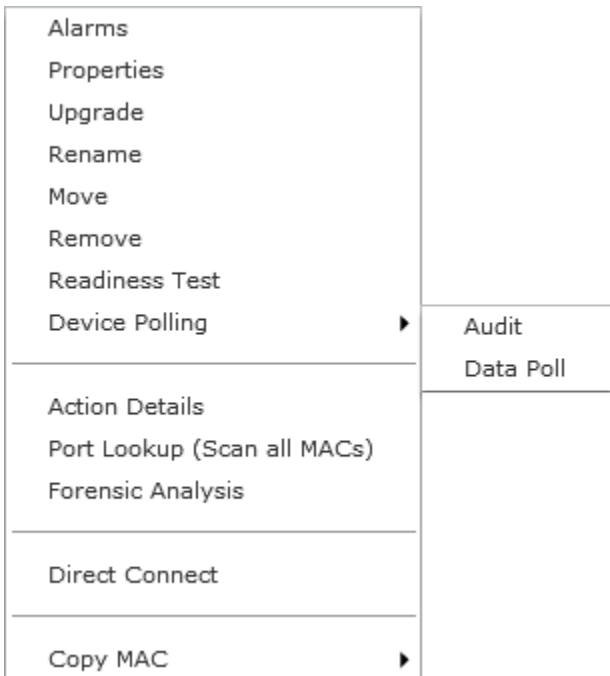 Alarms
Properties
Upgrade
Rename
Move
Remove
Readiness Test
Device Polling
Audit
Data Poll
Action Details
Port Lookup (Scan all MACs)
Forensic Analysis
Direct Connect
Copy MAC